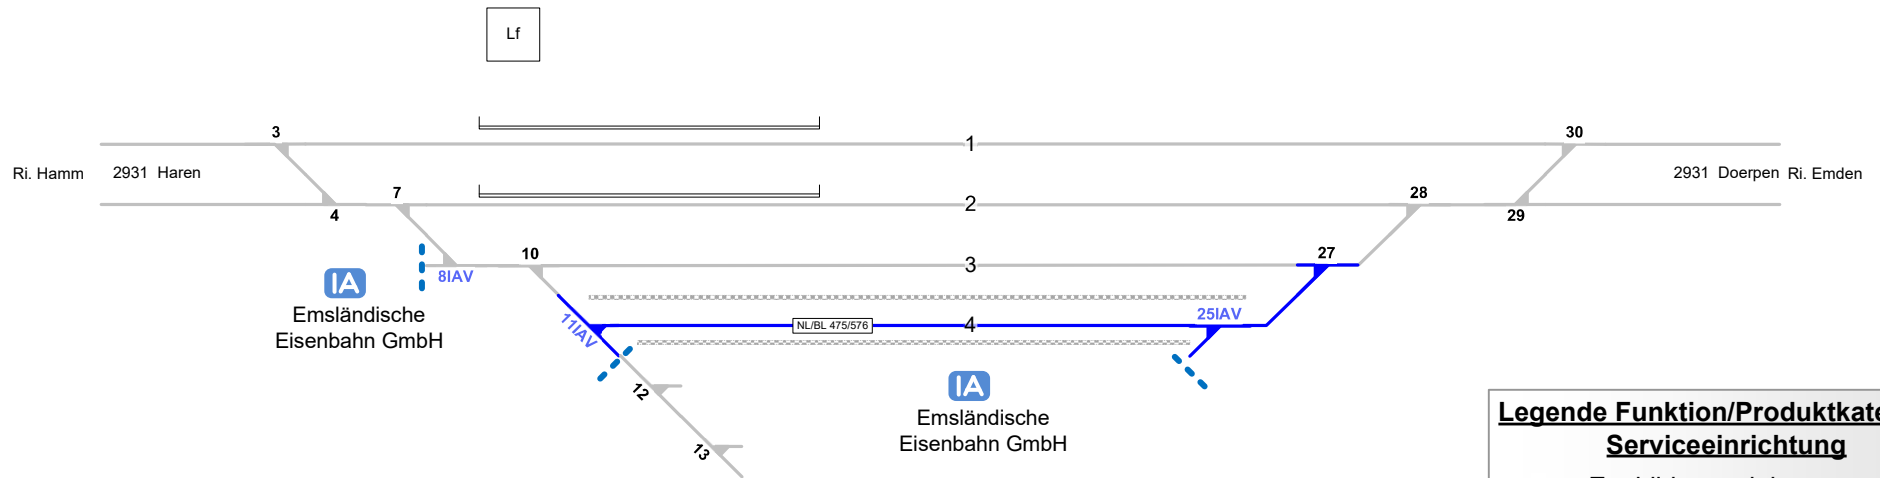 Lf
3
1
30
Ri. Hamm
2931 Haren
2931 Doerpen
Ri. Emden
7
2
28
4
29
10
3
27
8IAV
IA
Emsländische
Eisenbahn GmbH
11IAV
NL/BL 475/576
4
25IAV
12
IA
Emsländische
Eisenbahn GmbH
13
Legende Funktion/Produktkate
Serviceeinrichtung